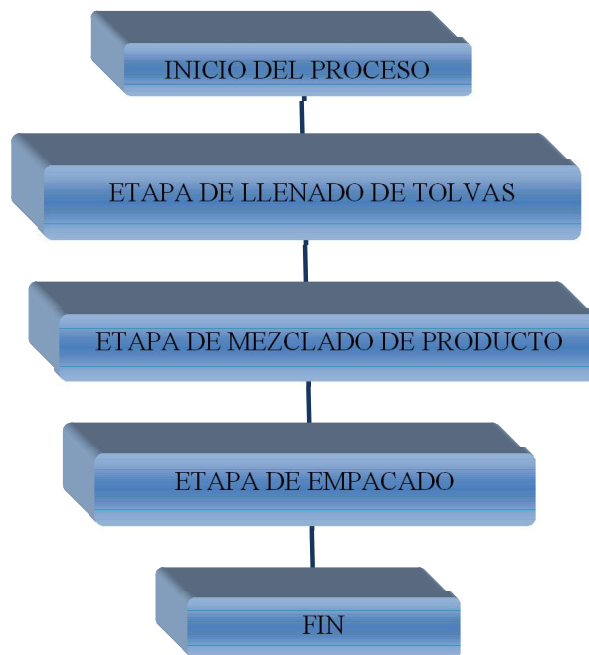 INICIO DEL PROCESO
ETAPA DE LLENADO DE TOLVAS
ETAPA DE MEZCLADO DE PRODUCTO
ETAPA DE EMPACADO
FIN